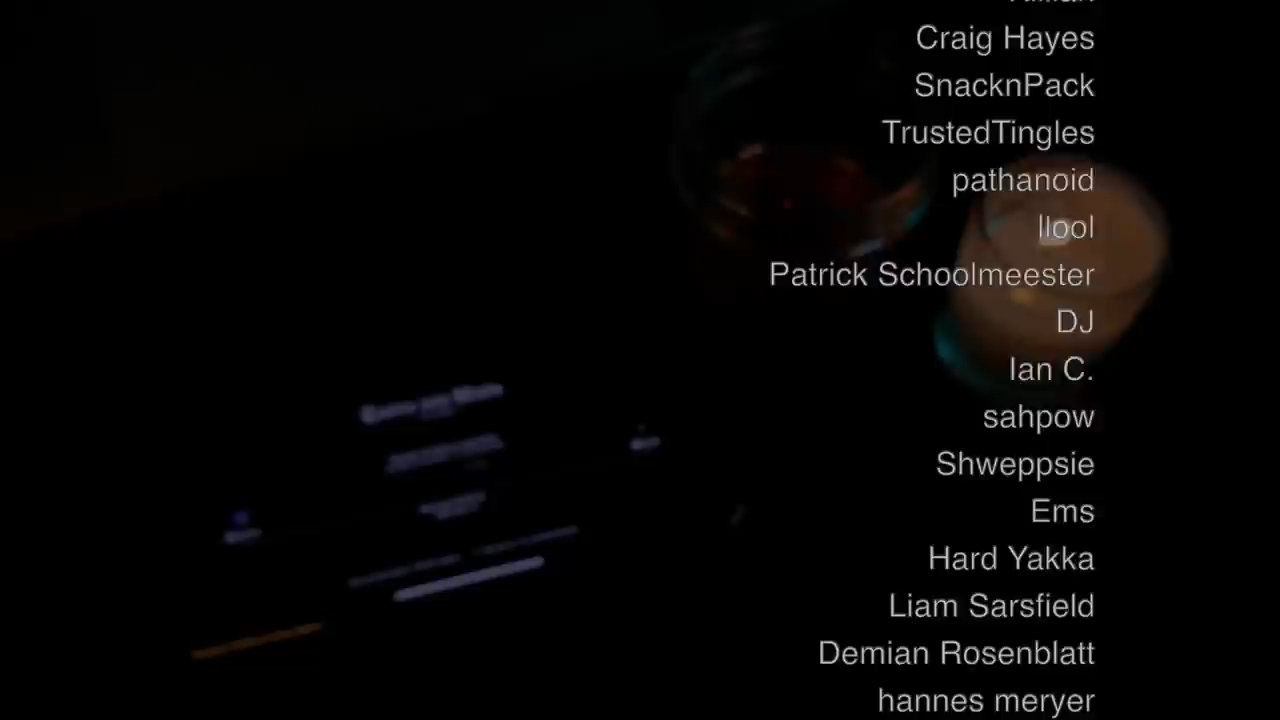 Craig Hayes
SnacknPack
TrustedTingles
pathanoid
llool
Patrick Schoolmeester
DJ
Ian C.
sahpow
Shweppsie
Ems
Hard Yakka
Liam Sarsfield
Demian Rosenblatt
hannes meryer